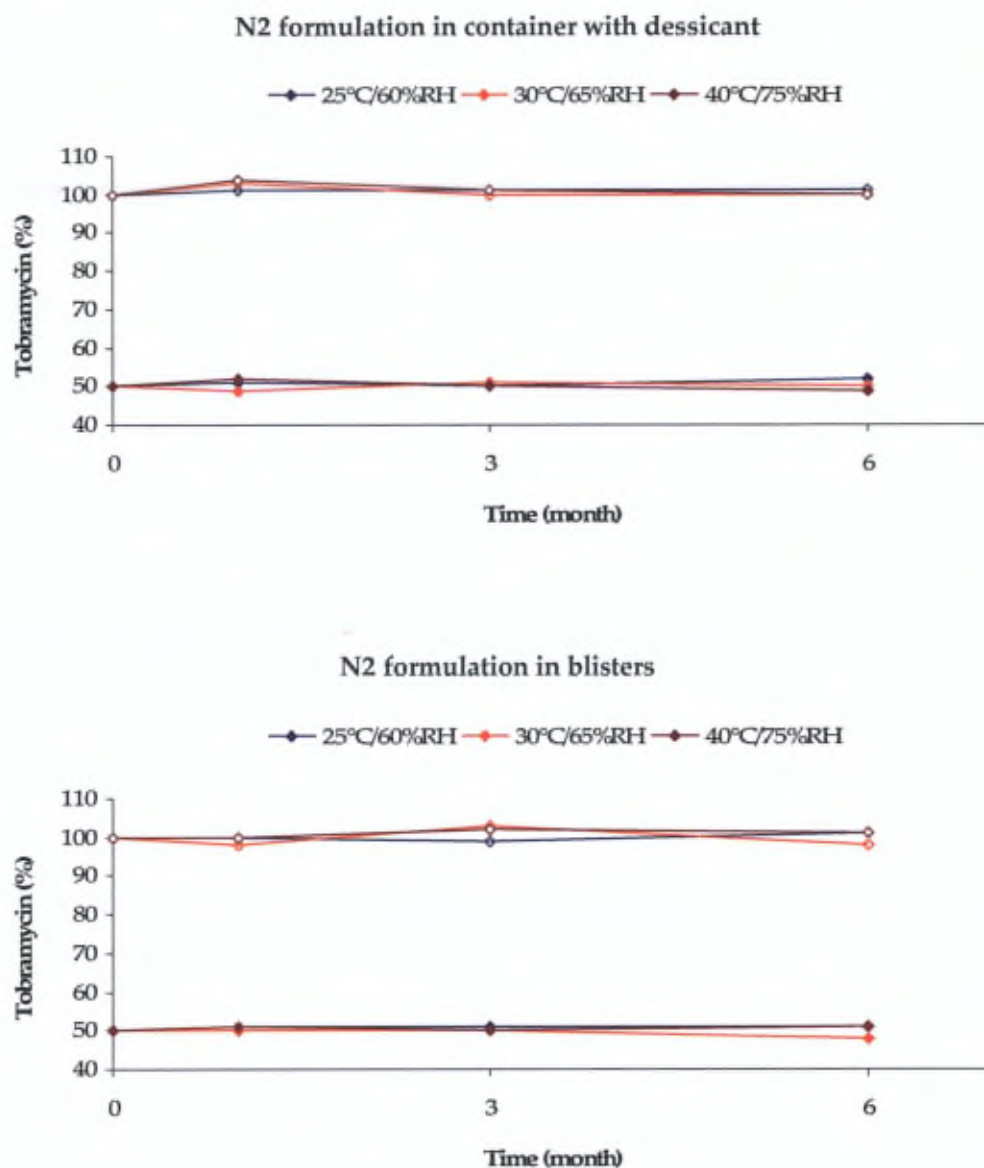 N2 formulation in container with dessicant
25°C/60%RH 30°C/65%RH 40°C/75%RH
110
100
90
80
70
60
50
40
Tobramycin (%)
0 3 6
Time (month)
N2 formulation in blisters
25°C/60%RH 30°C/65%RH 40°C/75%RH
110
100
90
80
70
60
50
40
Tobramycin (%)
0 3 6
Time (month)